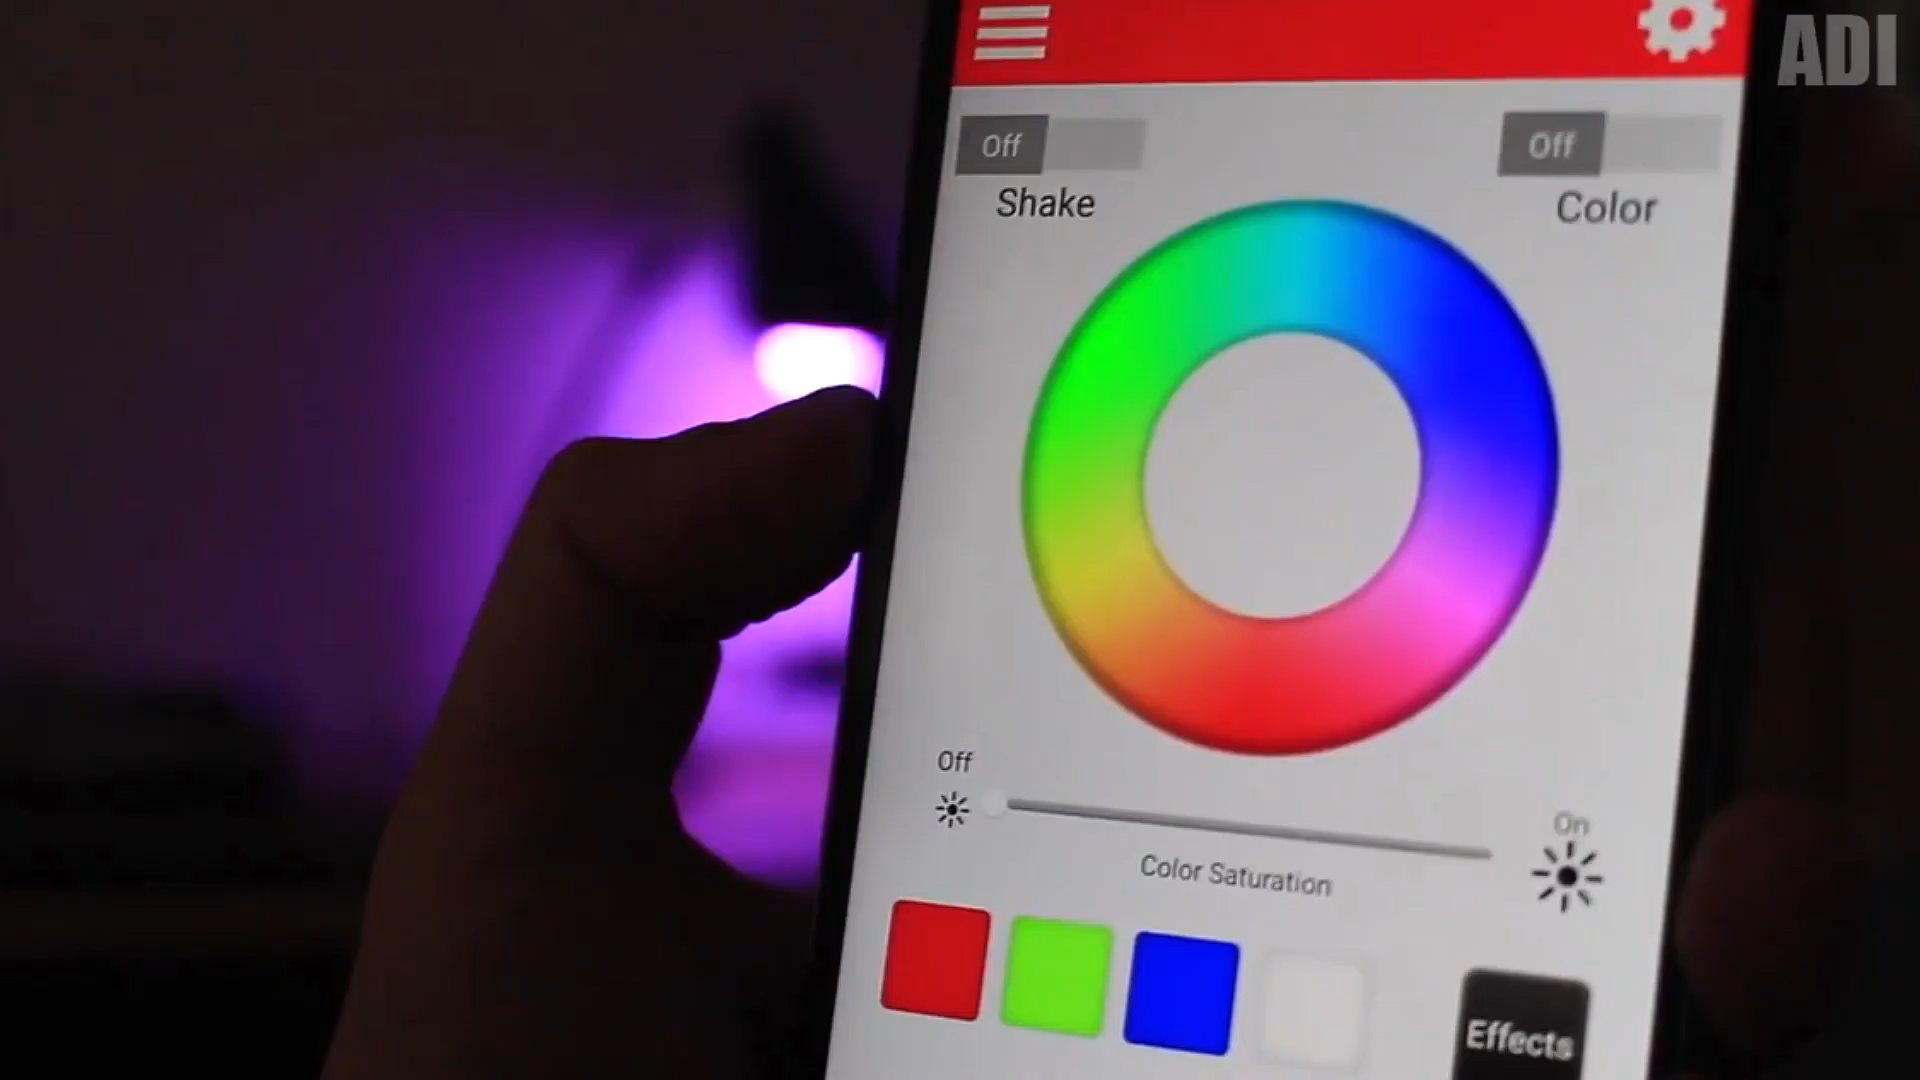 ADI
Off
Off
Shake
Color
Off
On
Color Saturation
Effects